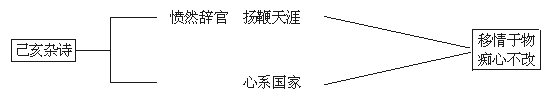 己亥杂诗
愤然辞官 扬鞭天涯
心系国家
移情于物
痴心不改